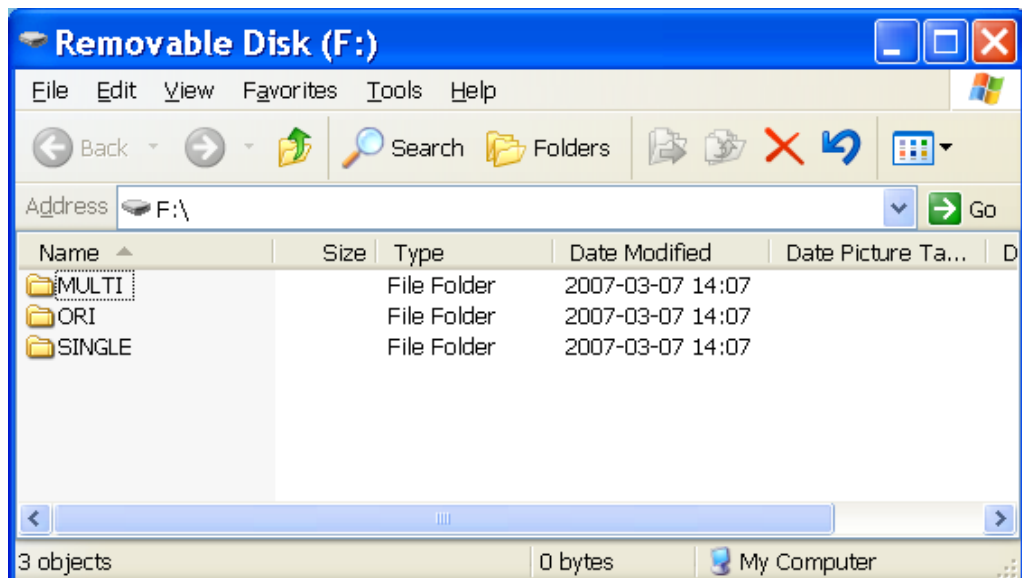 Removable Disk (F:)
File Edit View Favorites Tools Help
Back Search Folders
Address F:\ Go
Name Size Type Date Modified Date Picture Ta... D
MULTI File Folder 2007-03-07 14:07
ORI File Folder 2007-03-07 14:07
SINGLE File Folder 2007-03-07 14:07
3 objects 0 bytes My Computer